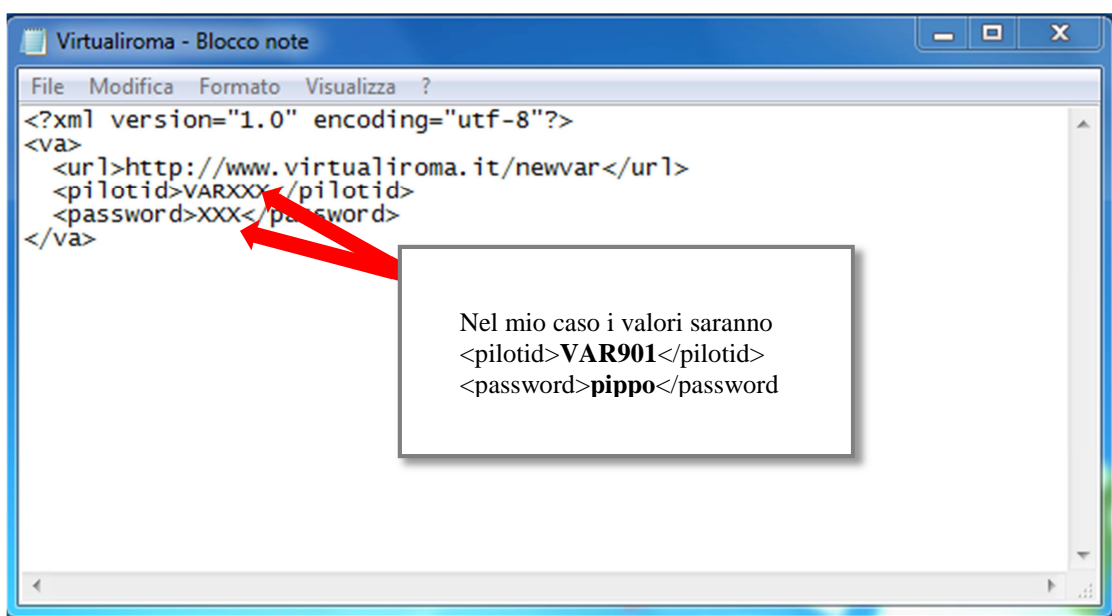 Virtualiroma - Blocco note
File Modifica Formato Visualizza ?
<?xml version="1.0" encoding="utf-8"?>
<va>
<url>http://www.virtualiroma.it/newvar</url>
<pilotid>VARXXX</pilotid>
<password>XXX</password>
</va>
Nel mio caso i valori saranno
<pilotid>VAR901</pilotid>
<password>pippo</password